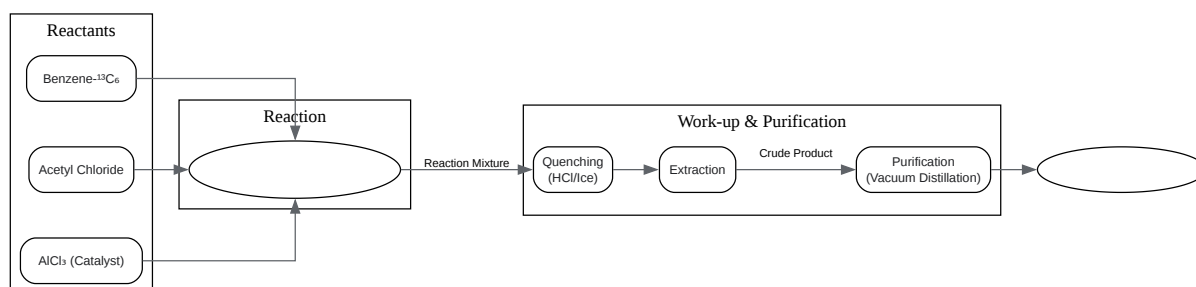 Reactants
Benzene-¹³C₆
Acetyl Chloride
AlCl₃ (Catalyst)
Reaction
Reaction Mixture
Work-up & Purification
Quenching
(HCl/Ice)
Extraction
Crude Product
Purification
(Vacuum Distillation)